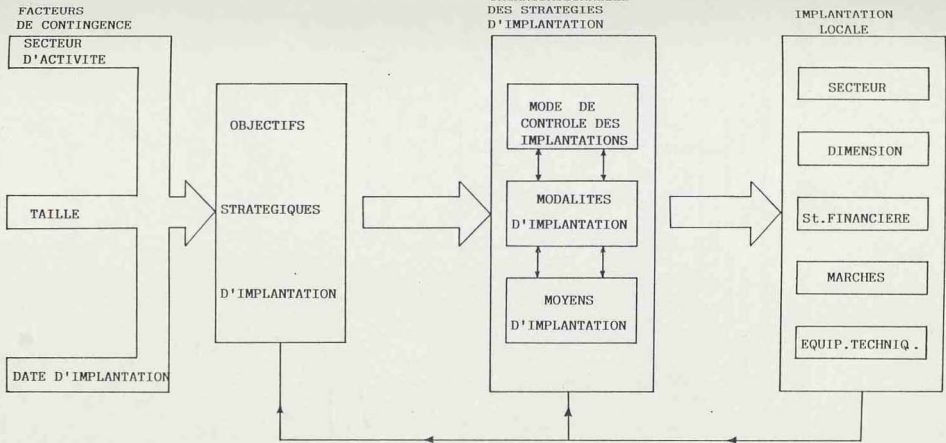 FACTEURS
DE CONTINGENCE
SECTEUR
D'ACTIVITE
TAILLE
DATE D'IMPLANTATION
OBJECTIFS
STRATEGIQUES
D'IMPLANTATION
DES STRATEGIES
D'IMPLANTATION
MODE DE
CONTROLE DES
IMPLANTATIONS
MODALITES
D'IMPLANTATION
MOYENS
D'IMPLANTATION
IMPLANTATION
LOCALE
SECTEUR
DIMENSION
St.FINANCIERE
MARCHES
EQUIP.TECHNIQ.